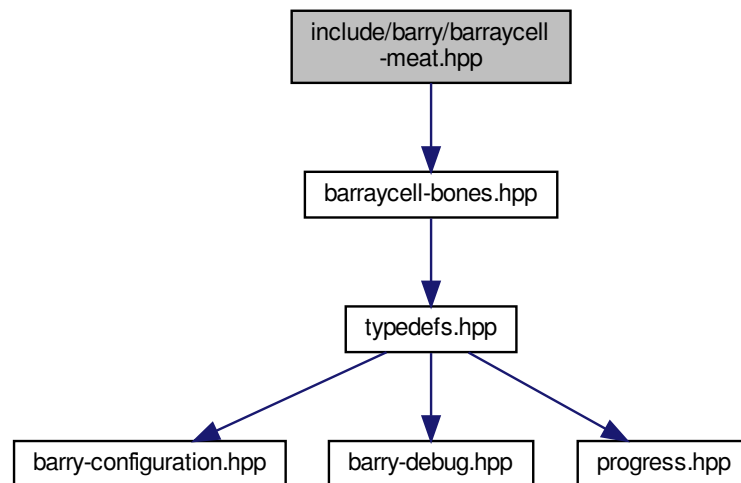 include/barry/barraycell
-meat.hpp
barraycell-bones.hpp
typedefs.hpp
barry-configuration.hpp
barry-debug.hpp
progress.hpp